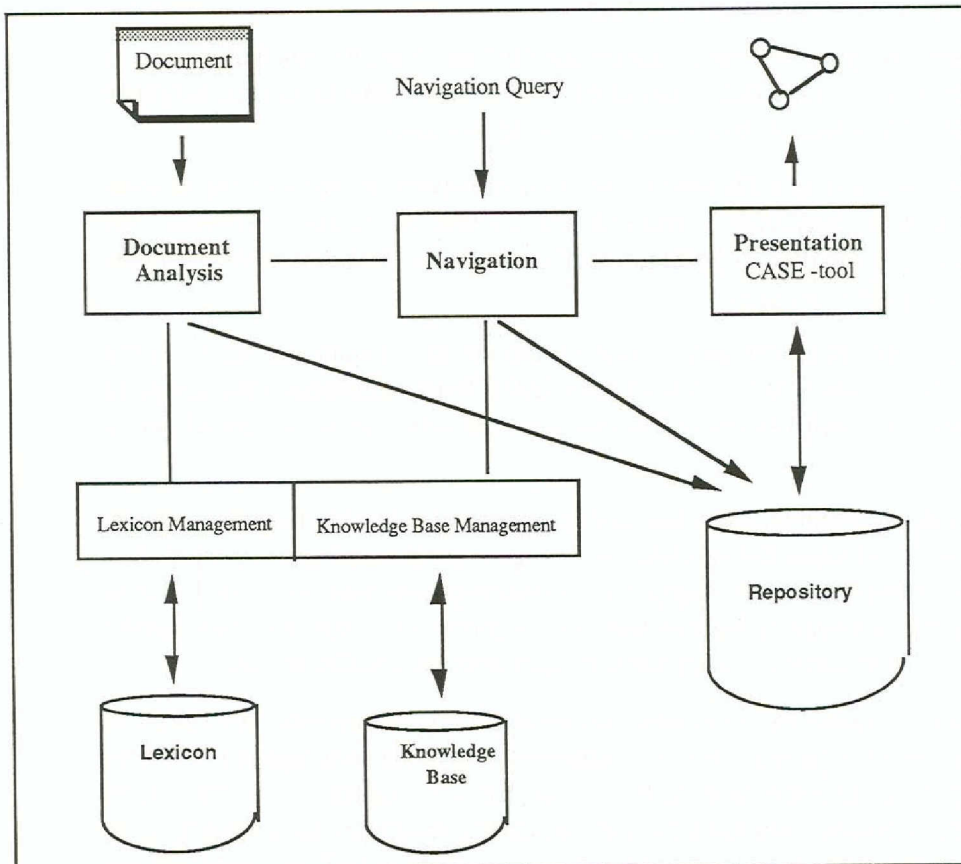 Document
Navigation Query
Document
Analysis
Navigation
Presentation
CASE -tool
Lexicon Management
Knowledge Base Management
Repository
Lexicon
Knowledge
Base